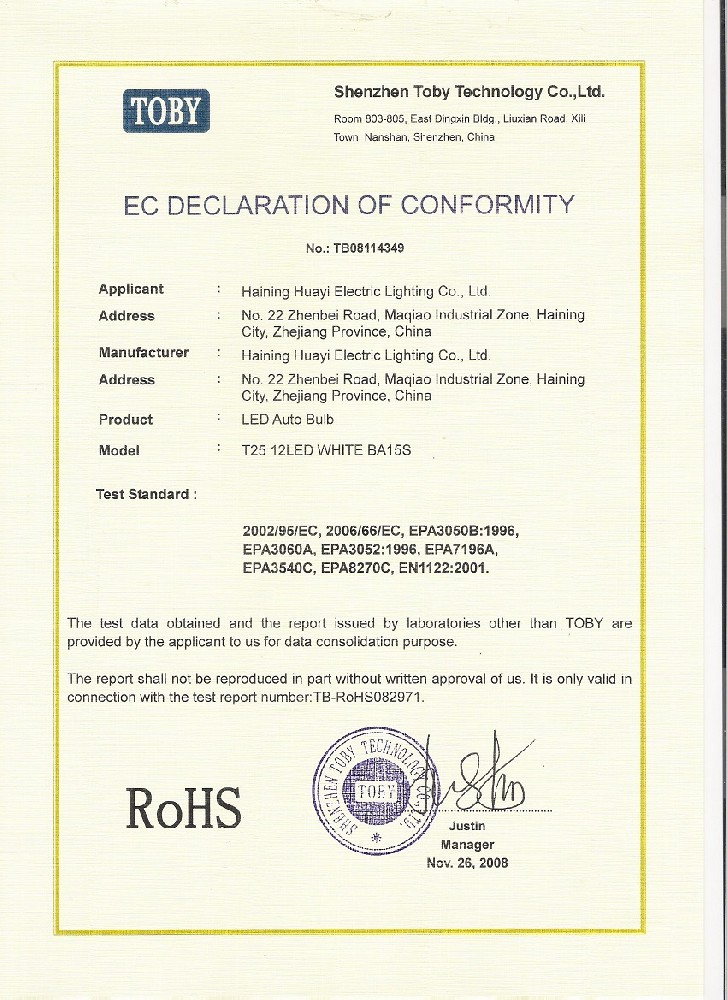 TOBY
Shenzhen Toby Technology Co.,Ltd.
Room 803-805, East Dingxin Bldg., Liuxian Road, Xili
Town, Nanshan, Shenzhen, China
EC DECLARATION OF CONFORMITY
No.: TB08114349
Applicant : Haining Huayi Electric Lighting Co., Ltd.
Address : No. 22 Zhenbei Road, Maqiao Industrial Zone, Haining
City, Zhejiang Province, China
Manufacturer : Haining Huayi Electric Lighting Co., Ltd.
Address : No. 22 Zhenbei Road, Maqiao Industrial Zone, Haining
City, Zhejiang Province, China
Product : LED Auto Bulb
Model : T25 12LED WHITE BA15S
Test Standard :
2002/95/EC, 2006/66/EC, EPA3050B:1996,
EPA3060A, EPA3052:1996, EPA7196A,
EPA3540C, EPA8270C, EN1122:2001.
The test data obtained and the report issued by laboratories other than TOBY are
provided by the applicant to us for data consolidation purpose.
The report shall not be reproduced in part without written approval of us. It is only valid in
connection with the test report number:TB-RoHS082971.
RoHS
SHENZHEN TOBY TECHNOLOGY CO.,LTD.
TOBY
Justin
Manager
Nov. 26, 2008